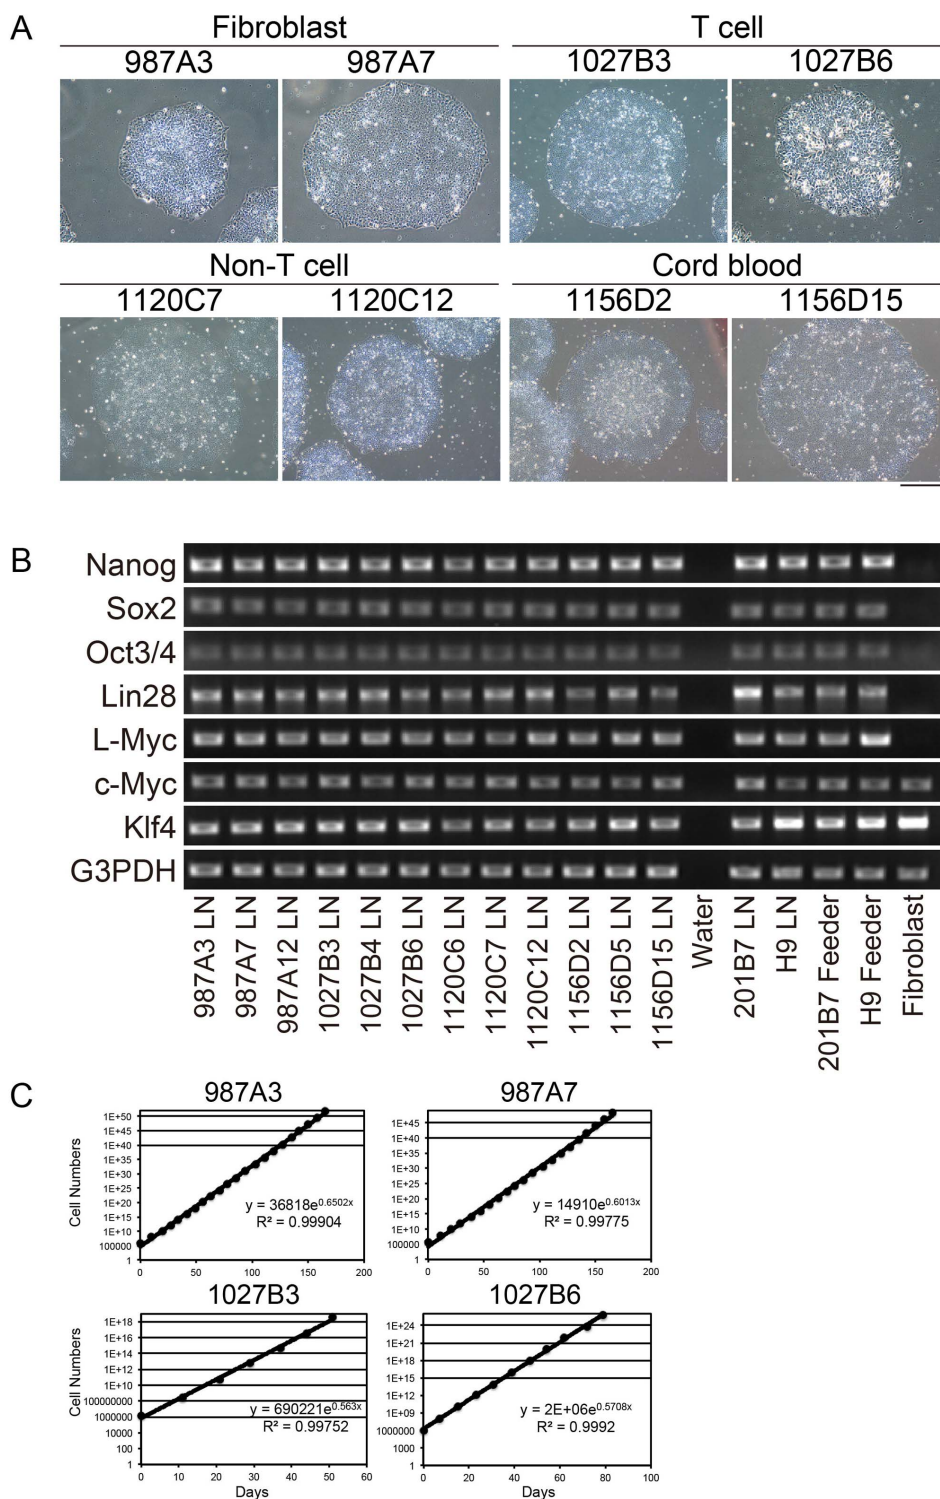 A
Fibroblast
T cell
987A3
987A7
1027B3
1027B6
Non-T cell
Cord blood
1120C7
1120C12
1156D2
1156D15
B
Nanog
Sox2
Oct3/4
Lin28
L-Myc
c-Myc
Klf4
G3PDH
987A3 LN
987A7 LN
987A12 LN
1027B3 LN
1027B4 LN
1027B6 LN
1120C6 LN
1120C7 LN
1120C12 LN
1156D2 LN
1156D5 LN
1156D15 LN
Water
201B7 LN
H9 LN
201B7 Feeder
H9 Feeder
Fibroblast
C
987A3
Cell Numbers
1E+50
1E+45
1E+40
1E+35
1E+30
1E+25
1E+20
1E+15
1E+10
100000
1
y = 36818e^0.6502x
R² = 0.99904
0 50 100 150 200
987A7
1E+45
1E+40
1E+35
1E+30
1E+25
1E+20
1E+15
1E+10
100000
1
y = 14910e^0.6013x
R² = 0.99775
0 50 100 150 200
1027B3
Cell Numbers
1E+18
1E+16
1E+14
1E+12
1E+10
100000000
1000000
10000
100
1
y = 690221e^0.563x
R² = 0.99752
0 10 20 30 40 50 60
Days
1027B6
1E+24
1E+21
1E+18
1E+15
1E+12
1E+09
1000000
1000
1
y = 2E+06e^0.5708x
R² = 0.9992
0 20 40 60 80 100
Days